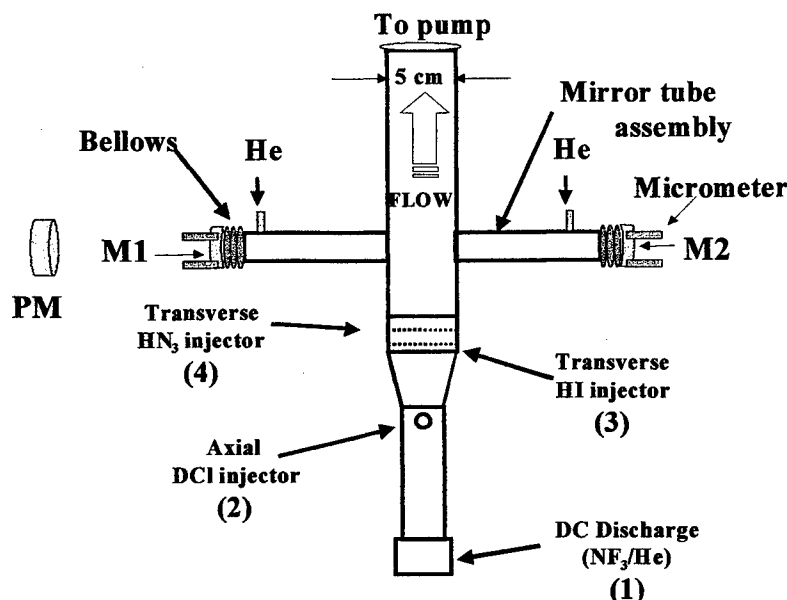 To pump
5 cm
Mirror tube
assembly
Bellows
He
He
FLOW
Micrometer
M1
M2
PM
Transverse
HN₃ injector
(4)
Transverse
HI injector
(3)
Axial
DCl injector
(2)
DC Discharge
(NF₃/He)
(1)